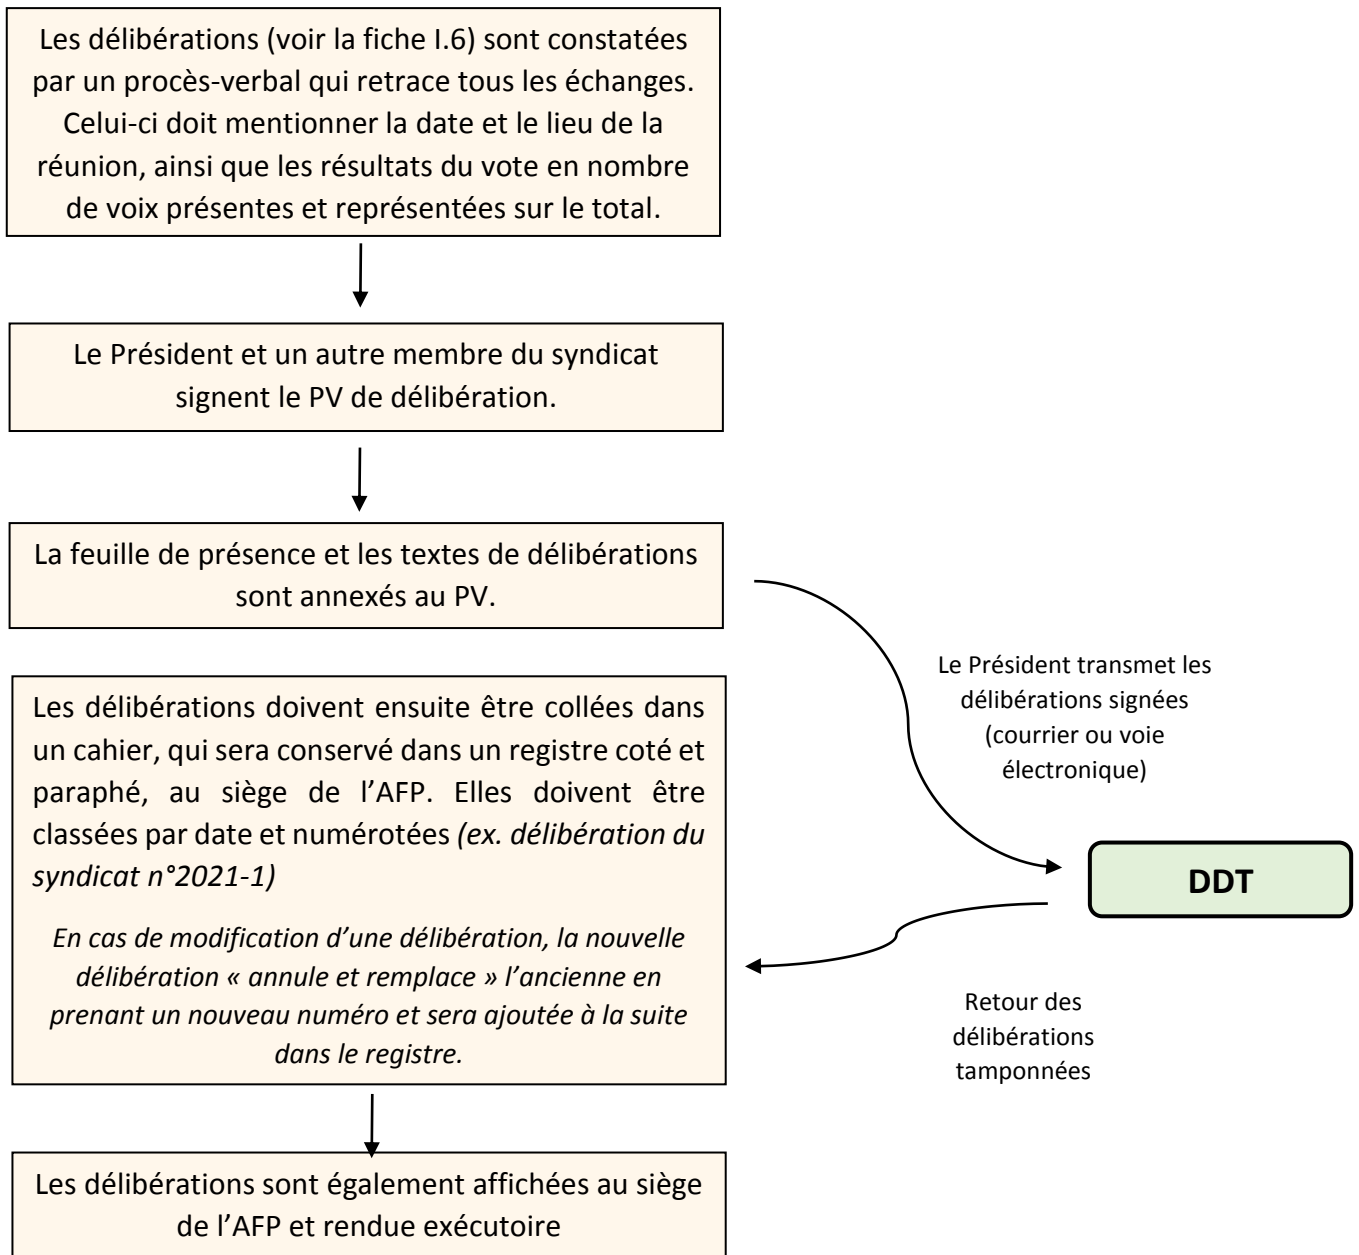 Les délibérations (voir la fiche I.6) sont constatées
par un procès-verbal qui retrace tous les échanges.
Celui-ci doit mentionner la date et le lieu de la
réunion, ainsi que les résultats du vote en nombre
de voix présentes et représentées sur le total.
Le Président et un autre membre du syndicat
signent le PV de délibération.
La feuille de présence et les textes de délibérations
sont annexés au PV.
Le Président transmet les
délibérations signées
(courrier ou voie
électronique)
DDT
Retour des
délibérations
tamponnées
Les délibérations doivent ensuite être collées dans
un cahier, qui sera conservé dans un registre coté et
paraphé, au siège de l’AFP. Elles doivent être
classées par date et numérotées (ex. délibération du
syndicat n°2021-1)
En cas de modification d’une délibération, la nouvelle
délibération « annule et remplace » l’ancienne en
prenant un nouveau numéro et sera ajoutée à la suite
dans le registre.
Les délibérations sont également affichées au siège
de l’AFP et rendue exécutoire